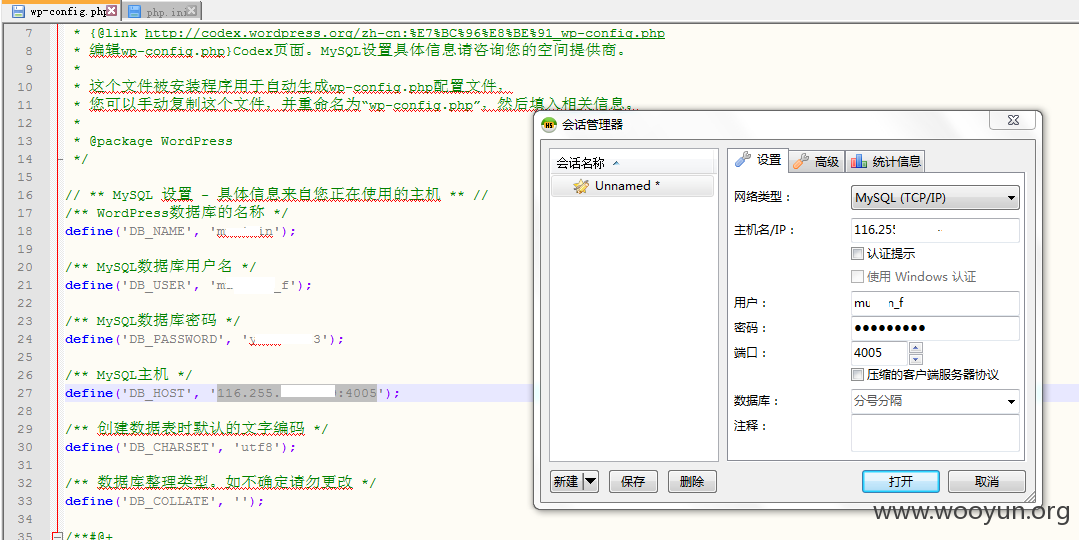 wp-config.php
php.ini
7 * {@link http://codex.wordpress.org/zh-cn:%E7%BC%96%E8%BE%91_wp-config.php
8 * 编辑wp-config.php}Codex页面。MySQL设置具体信息请咨询您的空间提供商。
9 *
10 * 这个文件被安装程序用于自动生成wp-config.php配置文件，
11 * 您可以手动复制这个文件，并重命名为“wp-config.php”，然后填入相关信息。
12 *
13 * @package WordPress
14 */
15
16 // ** MySQL 设置 - 具体信息来自您正在使用的主机 ** //
17 /** WordPress数据库的名称 */
18 define('DB_NAME', 'm in');
19
20 /** MySQL数据库用户名 */
21 define('DB_USER', 'm _f');
22
23 /** MySQL数据库密码 */
24 define('DB_PASSWORD', 'y 3');
25
26 /** MySQL主机 */
27 define('DB_HOST', '116.255. :4005');
28
29 /** 创建数据表时默认的文字编码 */
30 define('DB_CHARSET', 'utf8');
31
32 /** 数据库整理类型。如不确定请勿更改 */
33 define('DB_COLLATE', '');
34
35 /**#@+
会话管理器
会话名称
Unnamed *
设置 高级 统计信息
网络类型： MySQL (TCP/IP)
主机名/IP： 116.255
认证提示
使用 Windows 认证
用户： mu n_f
密码： ●●●●●●●●●
端口： 4005
压缩的客户端服务器协议
数据库： 分号分隔
注释：
新建 保存 删除 打开 取消
www.wooyun.org